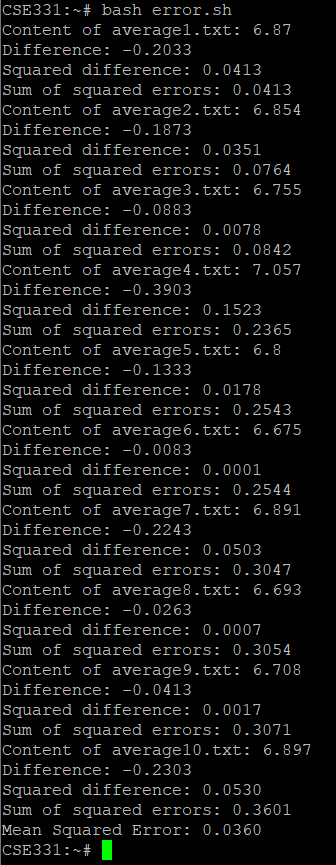 CSE331:~# bash error.sh
Content of average1.txt: 6.87
Difference: -0.2033
Squared difference: 0.0413
Sum of squared errors: 0.0413
Content of average2.txt: 6.854
Difference: -0.1873
Squared difference: 0.0351
Sum of squared errors: 0.0764
Content of average3.txt: 6.755
Difference: -0.0883
Squared difference: 0.0078
Sum of squared errors: 0.0842
Content of average4.txt: 7.057
Difference: -0.3903
Squared difference: 0.1523
Sum of squared errors: 0.2365
Content of average5.txt: 6.8
Difference: -0.1333
Squared difference: 0.0178
Sum of squared errors: 0.2543
Content of average6.txt: 6.675
Difference: -0.0083
Squared difference: 0.0001
Sum of squared errors: 0.2544
Content of average7.txt: 6.891
Difference: -0.2243
Squared difference: 0.0503
Sum of squared errors: 0.3047
Content of average8.txt: 6.693
Difference: -0.0263
Squared difference: 0.0007
Sum of squared errors: 0.3054
Content of average9.txt: 6.708
Difference: -0.0413
Squared difference: 0.0017
Sum of squared errors: 0.3071
Content of average10.txt: 6.897
Difference: -0.2303
Squared difference: 0.0530
Sum of squared errors: 0.3601
Mean Squared Error: 0.0360
CSE331:~#